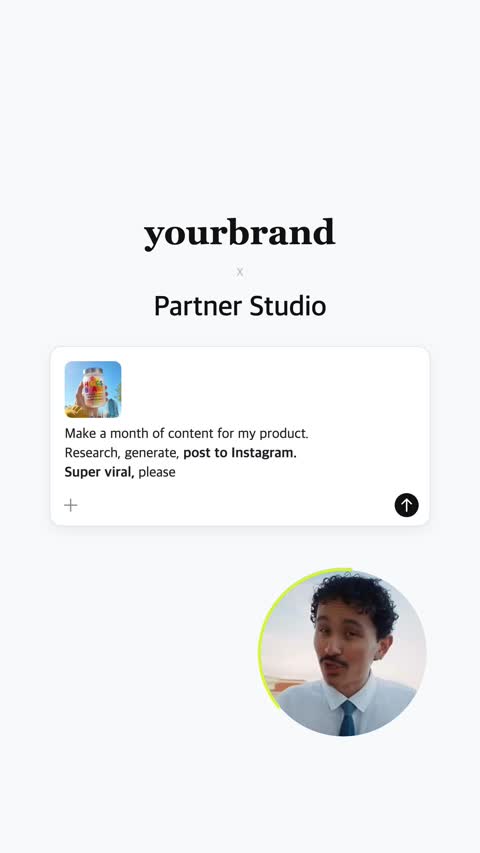 yourbrand
x
Partner Studio
Make a month of content for my product.
Research, generate, post to Instagram.
Super viral, please